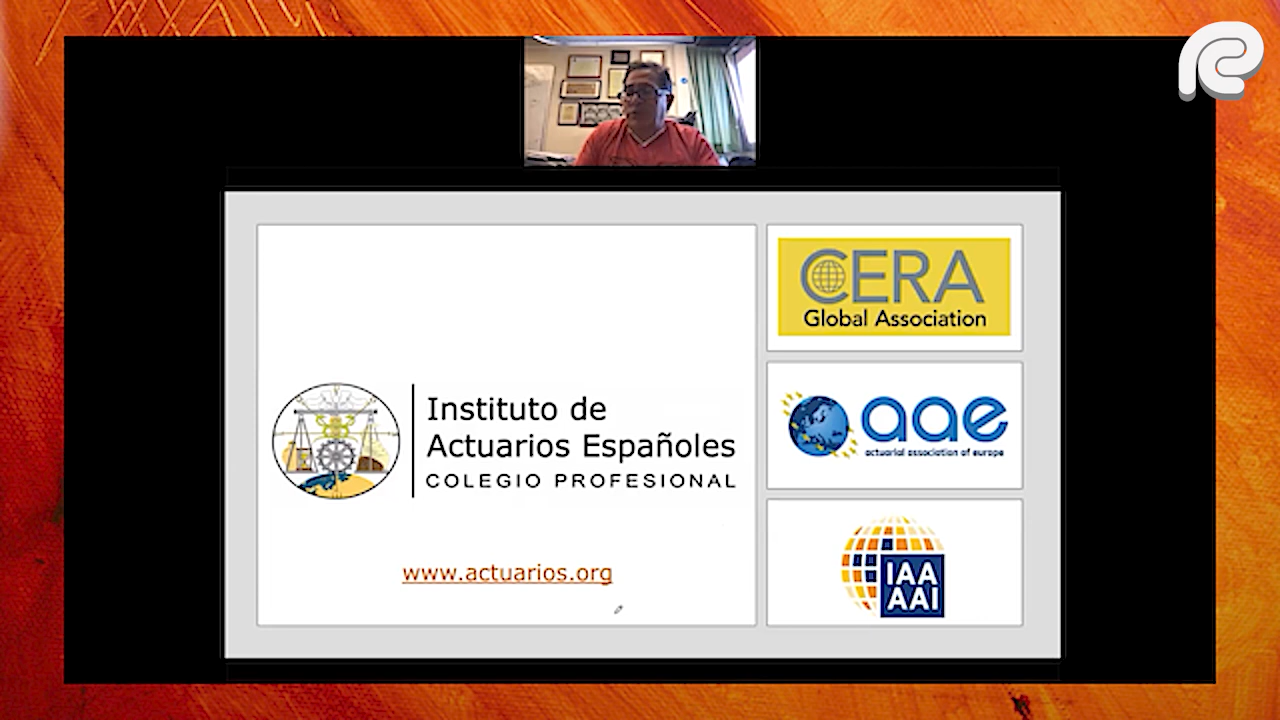 Instituto de
Actuarios Españoles
COLEGIO PROFESIONAL
www.actuarios.org
CERA
Global Association
aae
actuarial association of europe
IAA
AAI